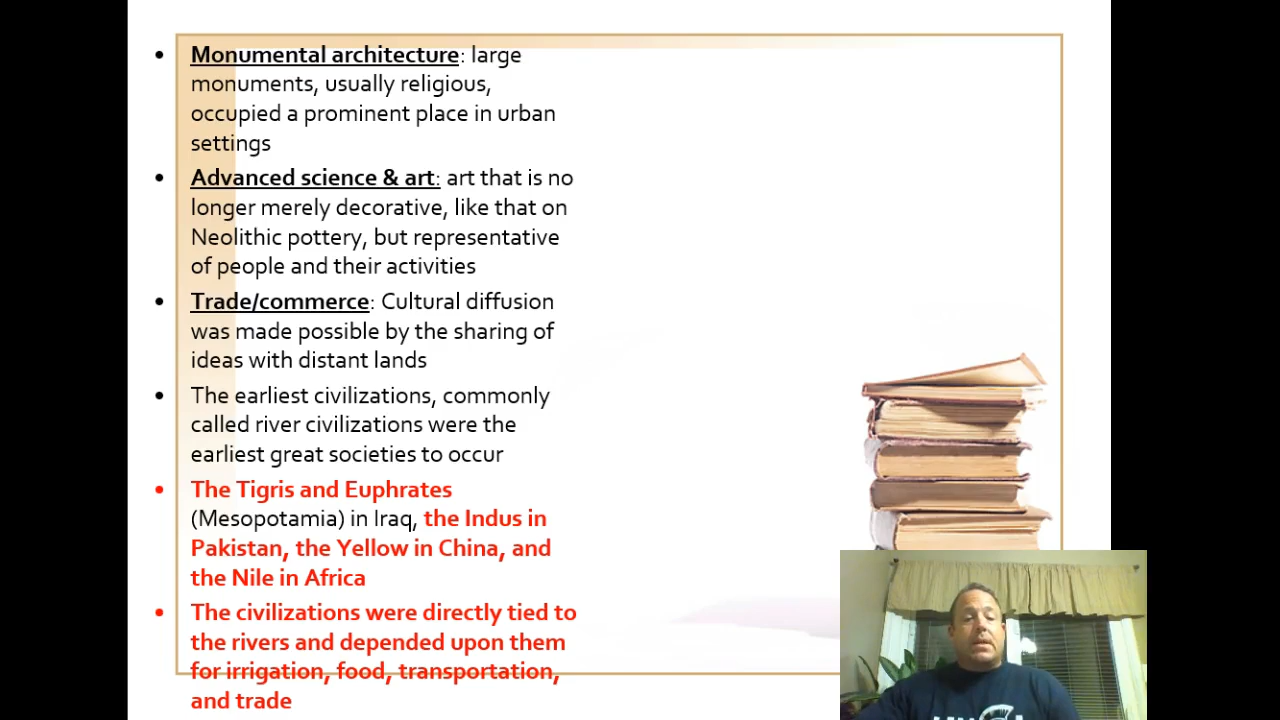 • Monumental architecture: large
monuments, usually religious,
occupied a prominent place in urban
settings
• Advanced science & art: art that is no
longer merely decorative, like that on
Neolithic pottery, but representative
of people and their activities
• Trade/commerce: Cultural diffusion
was made possible by the sharing of
ideas with distant lands
• The earliest civilizations, commonly
called river civilizations were the
earliest great societies to occur
• The Tigris and Euphrates
(Mesopotamia) in Iraq, the Indus in
Pakistan, the Yellow in China, and
the Nile in Africa
• The civilizations were directly tied to
the rivers and depended upon them
for irrigation, food, transportation,
and trade